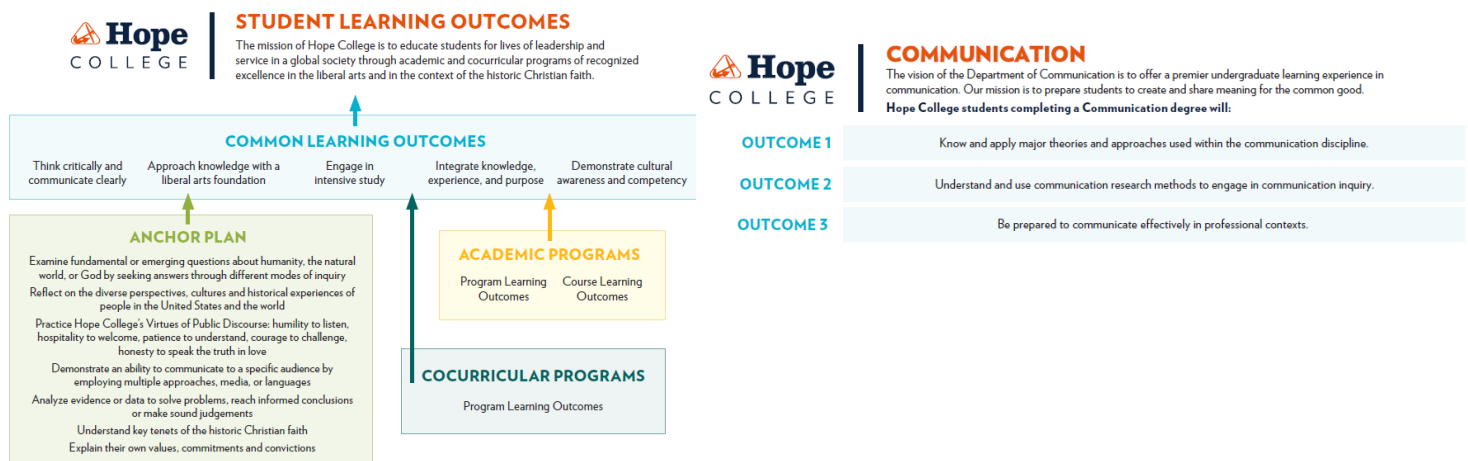 Hope
COLLEGE
STUDENT LEARNING OUTCOMES
The mission of Hope College is to educate students for lives of leadership and
service in a global society through academic and cocurricular programs of recognized
excellence in the liberal arts and in the context of the historic Christian faith.
COMMON LEARNING OUTCOMES
Think critically and
communicate clearly
Approach knowledge with a
liberal arts foundation
Engage in
intensive study
Integrate knowledge,
experience, and purpose
Demonstrate cultural
awareness and competency
ANCHOR PLAN
Examine fundamental or emerging questions about humanity, the natural
world, or God by seeking answers through different modes of inquiry
Reflect on the diverse perspectives, cultures and historical experiences of
people in the United States and the world
Practice Hope College's Virtues of Public Discourse: humility to listen,
hospitality to welcome, patience to understand, courage to challenge,
honesty to speak the truth in love
Demonstrate an ability to communicate to a specific audience by
employing multiple approaches, media, or languages
Analyze evidence or data to solve problems, reach informed conclusions
or make sound judgements
Understand key tenets of the historic Christian faith
Explain their own values, commitments and convictions
ACADEMIC PROGRAMS
Program Learning
Outcomes
Course Learning
Outcomes
COCURRICULAR PROGRAMS
Program Learning Outcomes
Hope
COLLEGE
COMMUNICATION
The vision of the Department of Communication is to offer a premier undergraduate learning experience in
communication. Our mission is to prepare students to create and share meaning for the common good.
Hope College students completing a Communication degree will:
OUTCOME 1
Know and apply major theories and approaches used within the communication discipline.
OUTCOME 2
Understand and use communication research methods to engage in communication inquiry.
OUTCOME 3
Be prepared to communicate effectively in professional contexts.